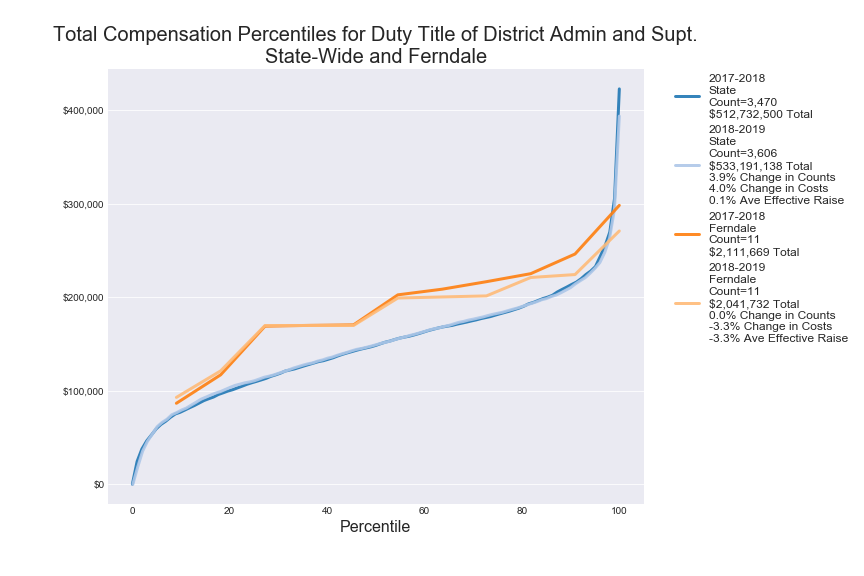 Total Compensation Percentiles for Duty Title of District Admin and Supt.
State-Wide and Ferndale
$400,000
$300,000
$200,000
$100,000
$0
0
20
40
60
80
100
Percentile
2017-2018
State
Count=3,470
$512,732,500 Total
2018-2019
State
Count=3,606
$533,191,138 Total
3.9% Change in Counts
4.0% Change in Costs
0.1% Ave Effective Raise
2017-2018
Ferndale
Count=11
$2,111,669 Total
2018-2019
Ferndale
Count=11
$2,041,732 Total
0.0% Change in Counts
-3.3% Change in Costs
-3.3% Ave Effective Raise